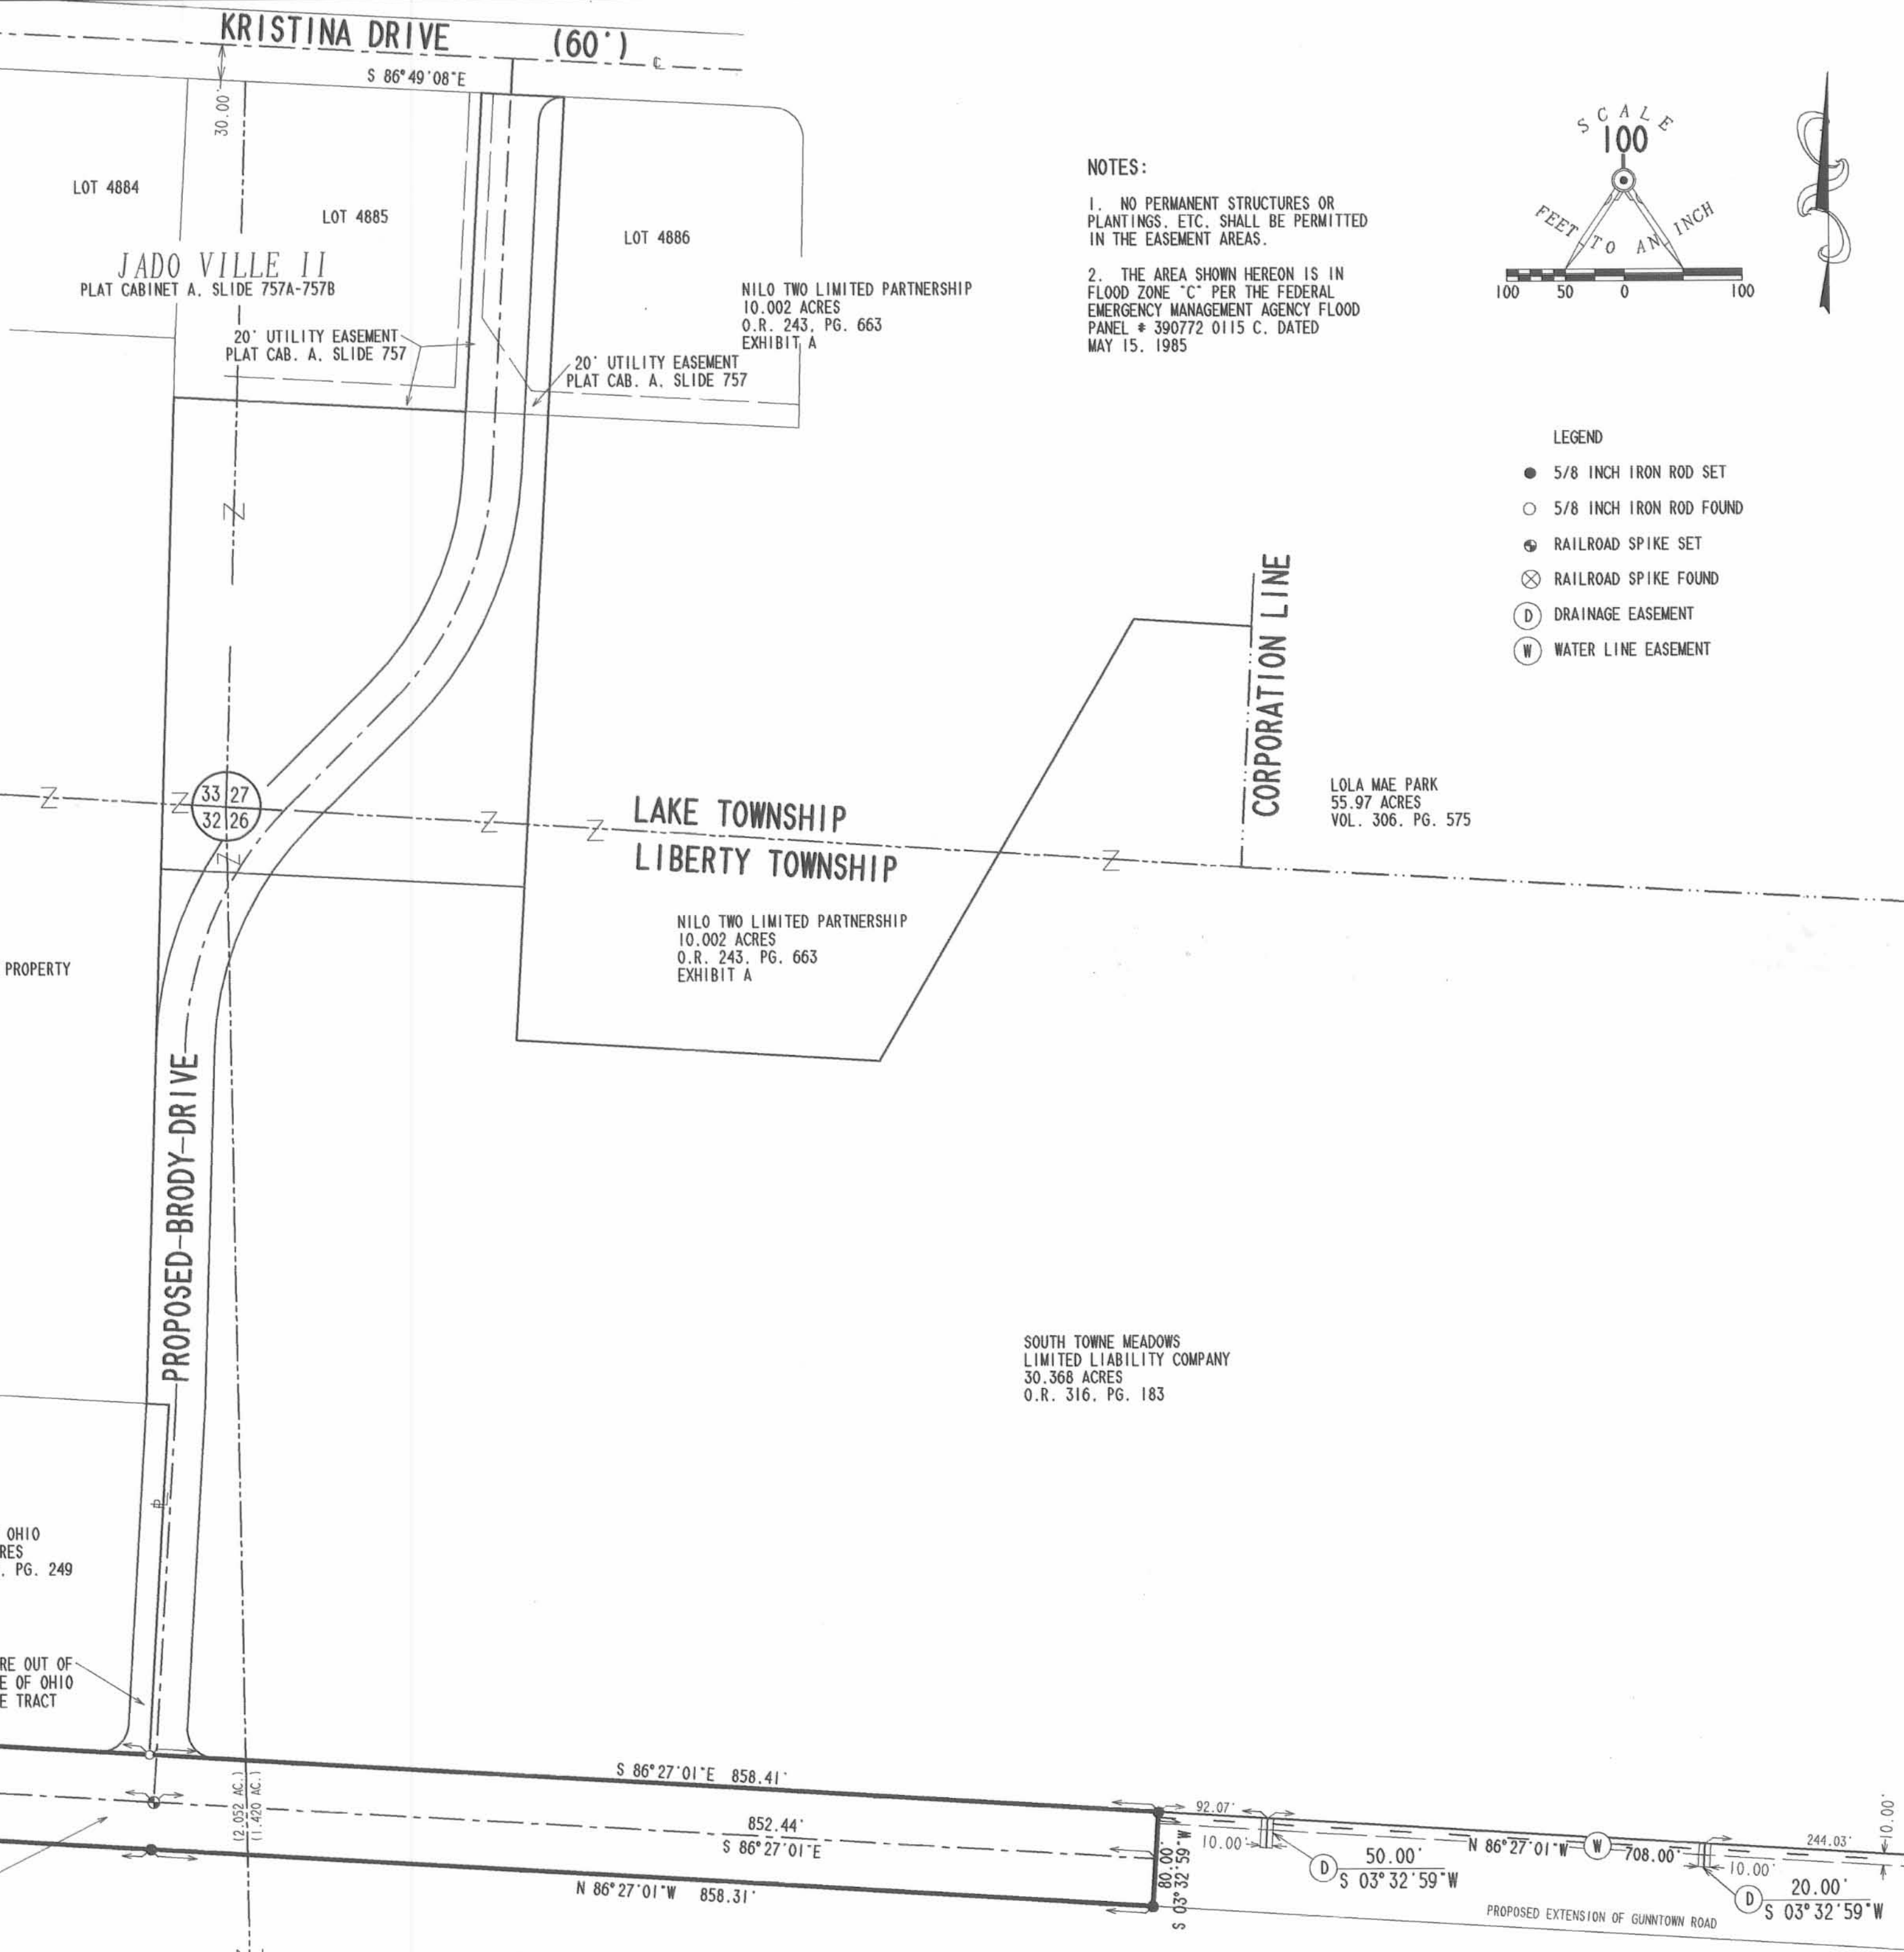 KRISTINA DRIVE (60')
℄
S 86°49'08"E
30.00'
LOT 4884
LOT 4885
LOT 4886
JADO VILLE II
PLAT CABINET A, SLIDE 757A-757B
20' UTILITY EASEMENT
PLAT CAB. A, SLIDE 757
20' UTILITY EASEMENT
PLAT CAB. A, SLIDE 757
NILO TWO LIMITED PARTNERSHIP
10.002 ACRES
O.R. 243, PG. 663
EXHIBIT A
NOTES:
1. NO PERMANENT STRUCTURES OR
PLANTINGS, ETC. SHALL BE PERMITTED
IN THE EASEMENT AREAS.
2. THE AREA SHOWN HEREON IS IN
FLOOD ZONE "C" PER THE FEDERAL
EMERGENCY MANAGEMENT AGENCY FLOOD
PANEL # 390772 0115 C, DATED
MAY 15, 1985
SCALE
100
FEET TO AN INCH
100 50 0 100
LEGEND
5/8 INCH IRON ROD SET
5/8 INCH IRON ROD FOUND
RAILROAD SPIKE SET
RAILROAD SPIKE FOUND
D DRAINAGE EASEMENT
W WATER LINE EASEMENT
CORPORATION LINE
LOLA MAE PARK
55.97 ACRES
VOL. 306, PG. 575
33 27
32 26
LAKE TOWNSHIP
LIBERTY TOWNSHIP
NILO TWO LIMITED PARTNERSHIP
10.002 ACRES
O.R. 243, PG. 663
EXHIBIT A
PROPERTY
PROPOSED BRODY DRIVE
SOUTH TOWNE MEADOWS
LIMITED LIABILITY COMPANY
30.368 ACRES
O.R. 316, PG. 183
OHIO
RES
. PG. 249
RE OUT OF
E OF OHIO
E TRACT
S 86°27'01"E 858.41'
(2.052 AC.)
(1.420 AC.)
852.44'
S 86°27'01"E
N 86°27'01"W 858.31'
80.00'
S 03°32'59"W
92.07'
10.00'
D
50.00'
S 03°32'59"W
N 86°27'01"W
W
708.00'
10.00'
244.03'
10.00'
D
20.00'
S 03°32'59"W
PROPOSED EXTENSION OF GUNNTOWN ROAD